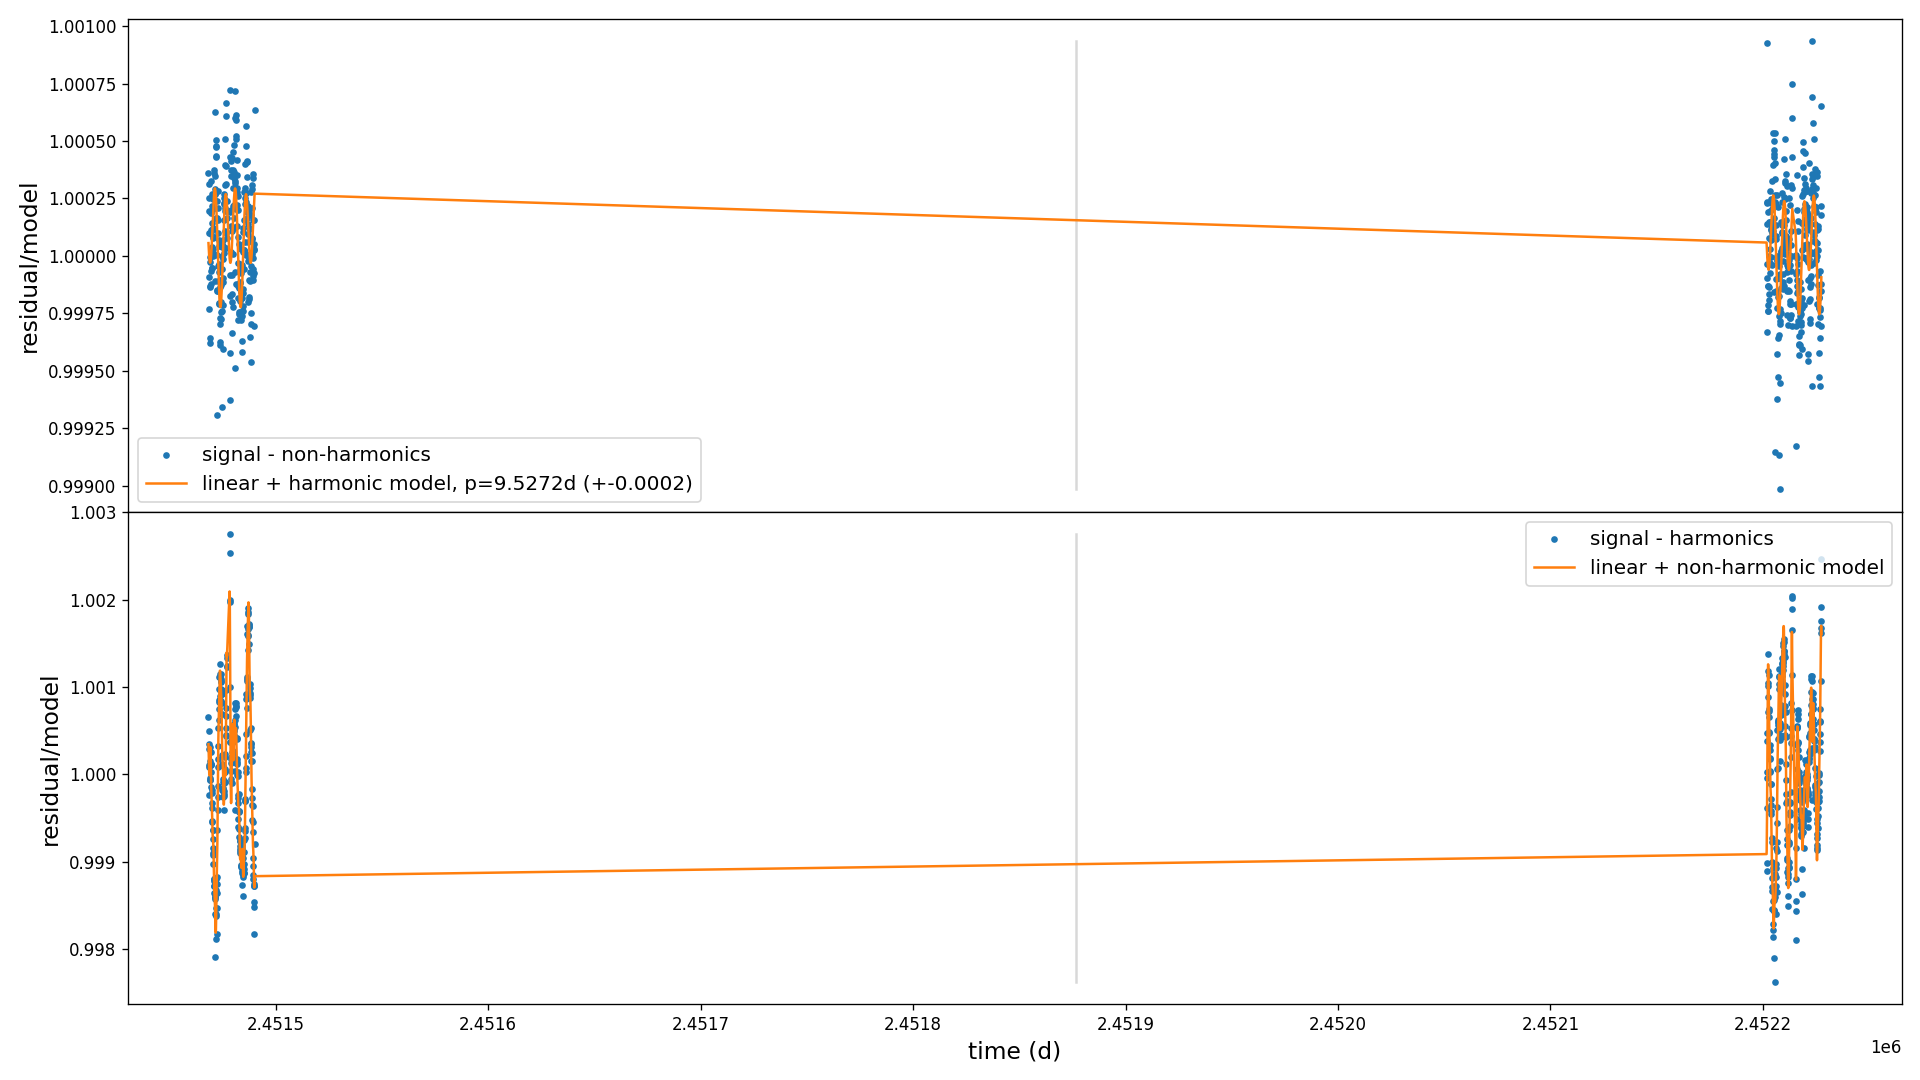 1.00100
1.00075
1.00050
1.00025
1.00000
0.99975
0.99950
0.99925
0.99900
residual/model
signal - non-harmonics
linear + harmonic model, p=9.5272d (+-0.0002)
1.003
1.002
1.001
1.000
0.999
0.998
residual/model
signal - harmonics
linear + non-harmonic model
2.4515
2.4516
2.4517
2.4518
2.4519
2.4520
2.4521
2.4522
1e6
time (d)